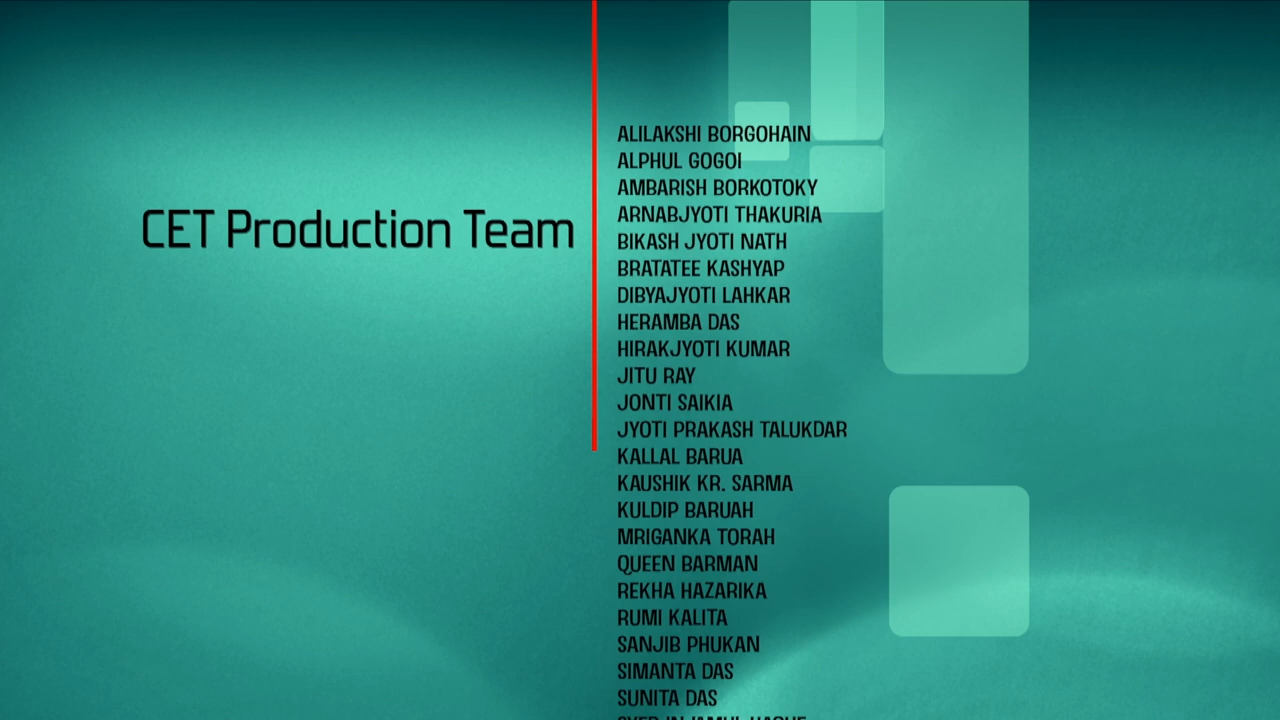 CET Production Team
ALILAKSHI BORGOHAIN
ALPHUL GOGOI
AMBARISH BORKOTOKY
ARNABJYOTI THAKURIA
BIKASH JYOTI NATH
BRATATEE KASHYAP
DIBYAJYOTI LAHKAR
HERAMBA DAS
HIRAKJYOTI KUMAR
JITU RAY
JONTI SAIKIA
JYOTI PRAKASH TALUKDAR
KALLAL BARUA
KAUSHIK KR. SARMA
KULDIP BARUAH
MRIGANKA TORAH
QUEEN BARMAN
REKHA HAZARIKA
RUMI KALITA
SANJIB PHUKAN
SIMANTA DAS
SUNITA DAS